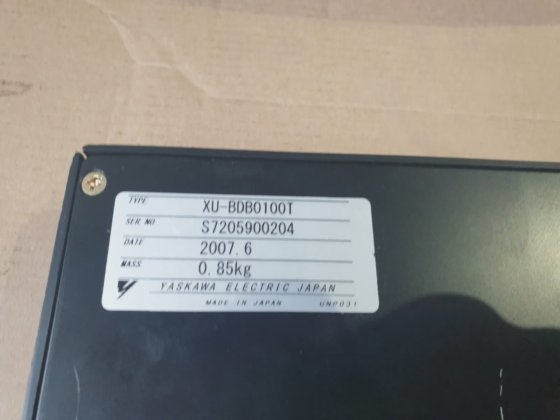 TYPE XU-BDB0100T
SER.NO S7205900204
DATE 2007.6
MASS 0.85kg
YASKAWA ELECTRIC JAPAN
MADE IN JAPAN UNP031